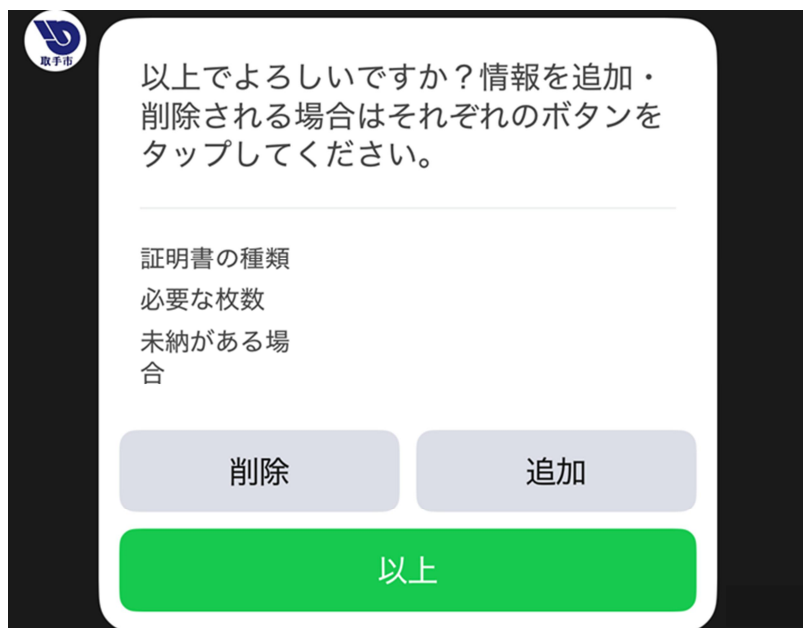 取手市
以上でよろしいですか？情報を追加・
削除される場合はそれぞれのボタンを
タップしてください。
証明書の種類
必要な枚数
未納がある場
合
削除
追加
以上